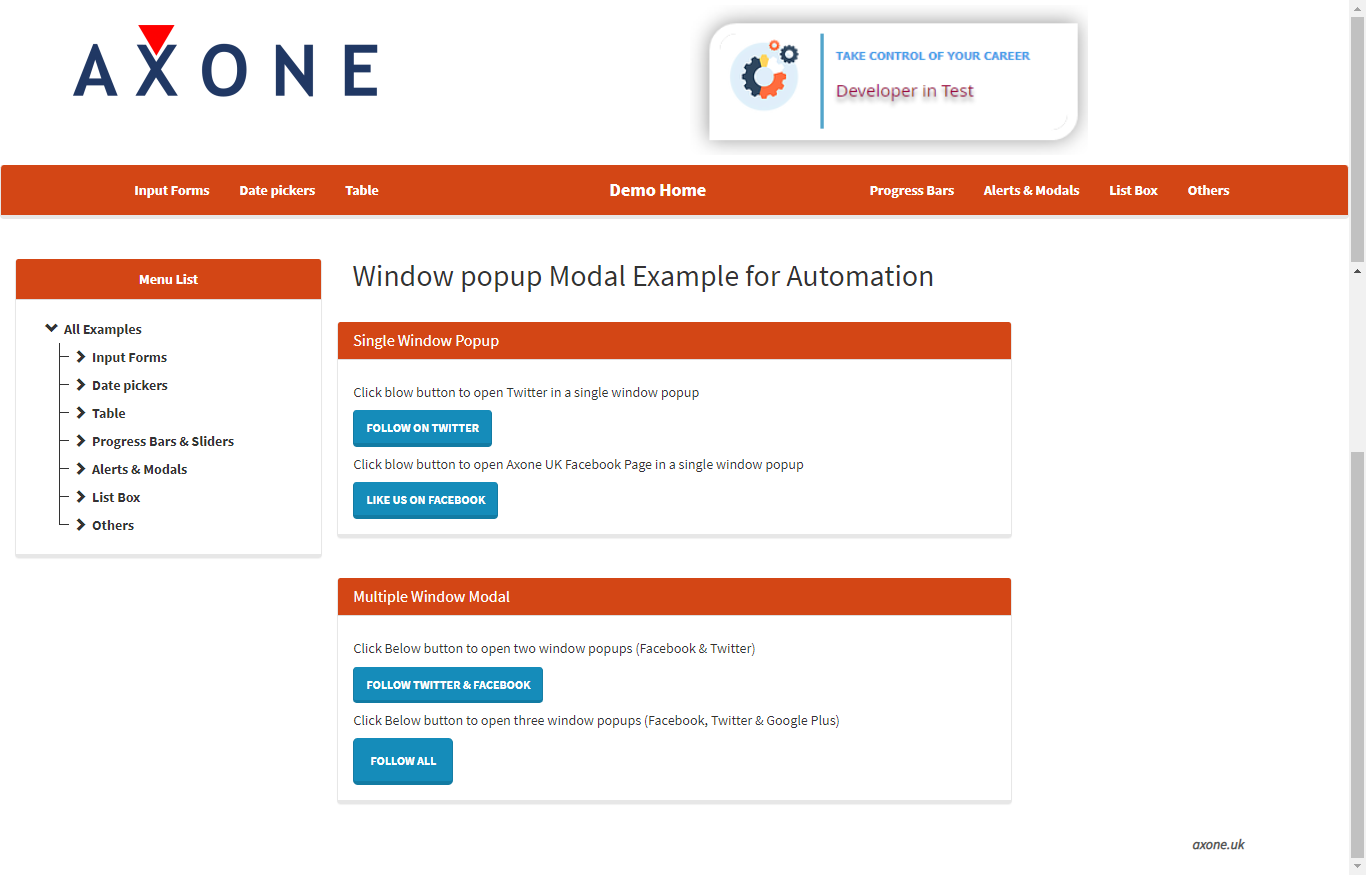 AXONE
TAKE CONTROL OF YOUR CAREER
Developer in Test
Input Forms Date pickers Table Demo Home Progress Bars Alerts & Modals List Box Others
Menu List
All Examples
Input Forms
Date pickers
Table
Progress Bars & Sliders
Alerts & Modals
List Box
Others
Window popup Modal Example for Automation
Single Window Popup
Click blow button to open Twitter in a single window popup
FOLLOW ON TWITTER
Click blow button to open Axone UK Facebook Page in a single window popup
LIKE US ON FACEBOOK
Multiple Window Modal
Click Below button to open two window popups (Facebook & Twitter)
FOLLOW TWITTER & FACEBOOK
Click Below button to open three window popups (Facebook, Twitter & Google Plus)
FOLLOW ALL
axone.uk